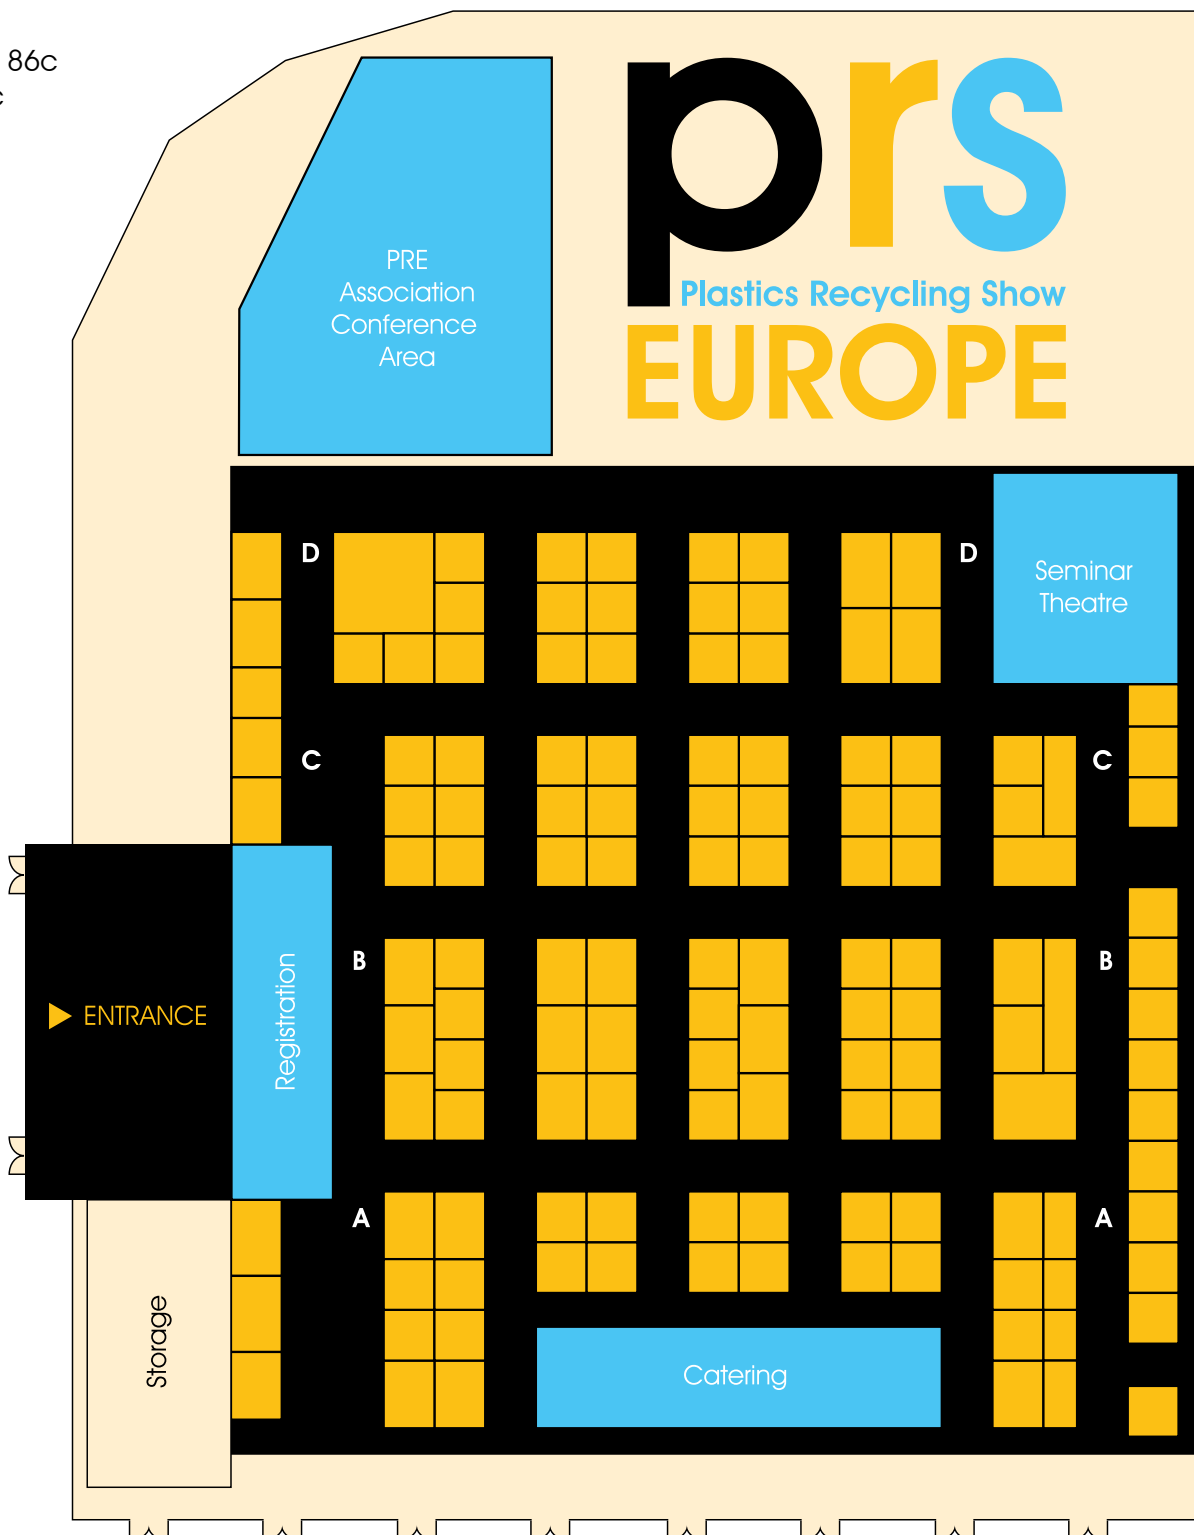 86c
prs
Plastics Recycling Show
EUROPE
PRE
Association
Conference
Area
D
D
Seminar
Theatre
C
C
B
B
ENTRANCE
Registration
A
A
Storage
Catering